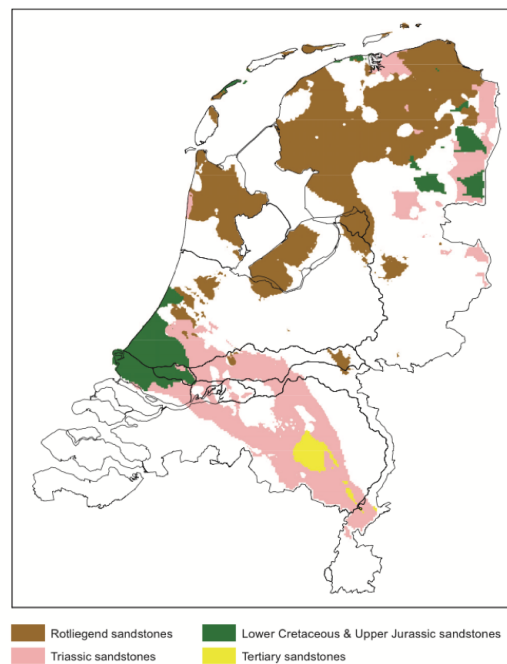 Rotliegend sandstones
Lower Cretaceous & Upper Jurassic sandstones
Triassic sandstones
Tertiary sandstones